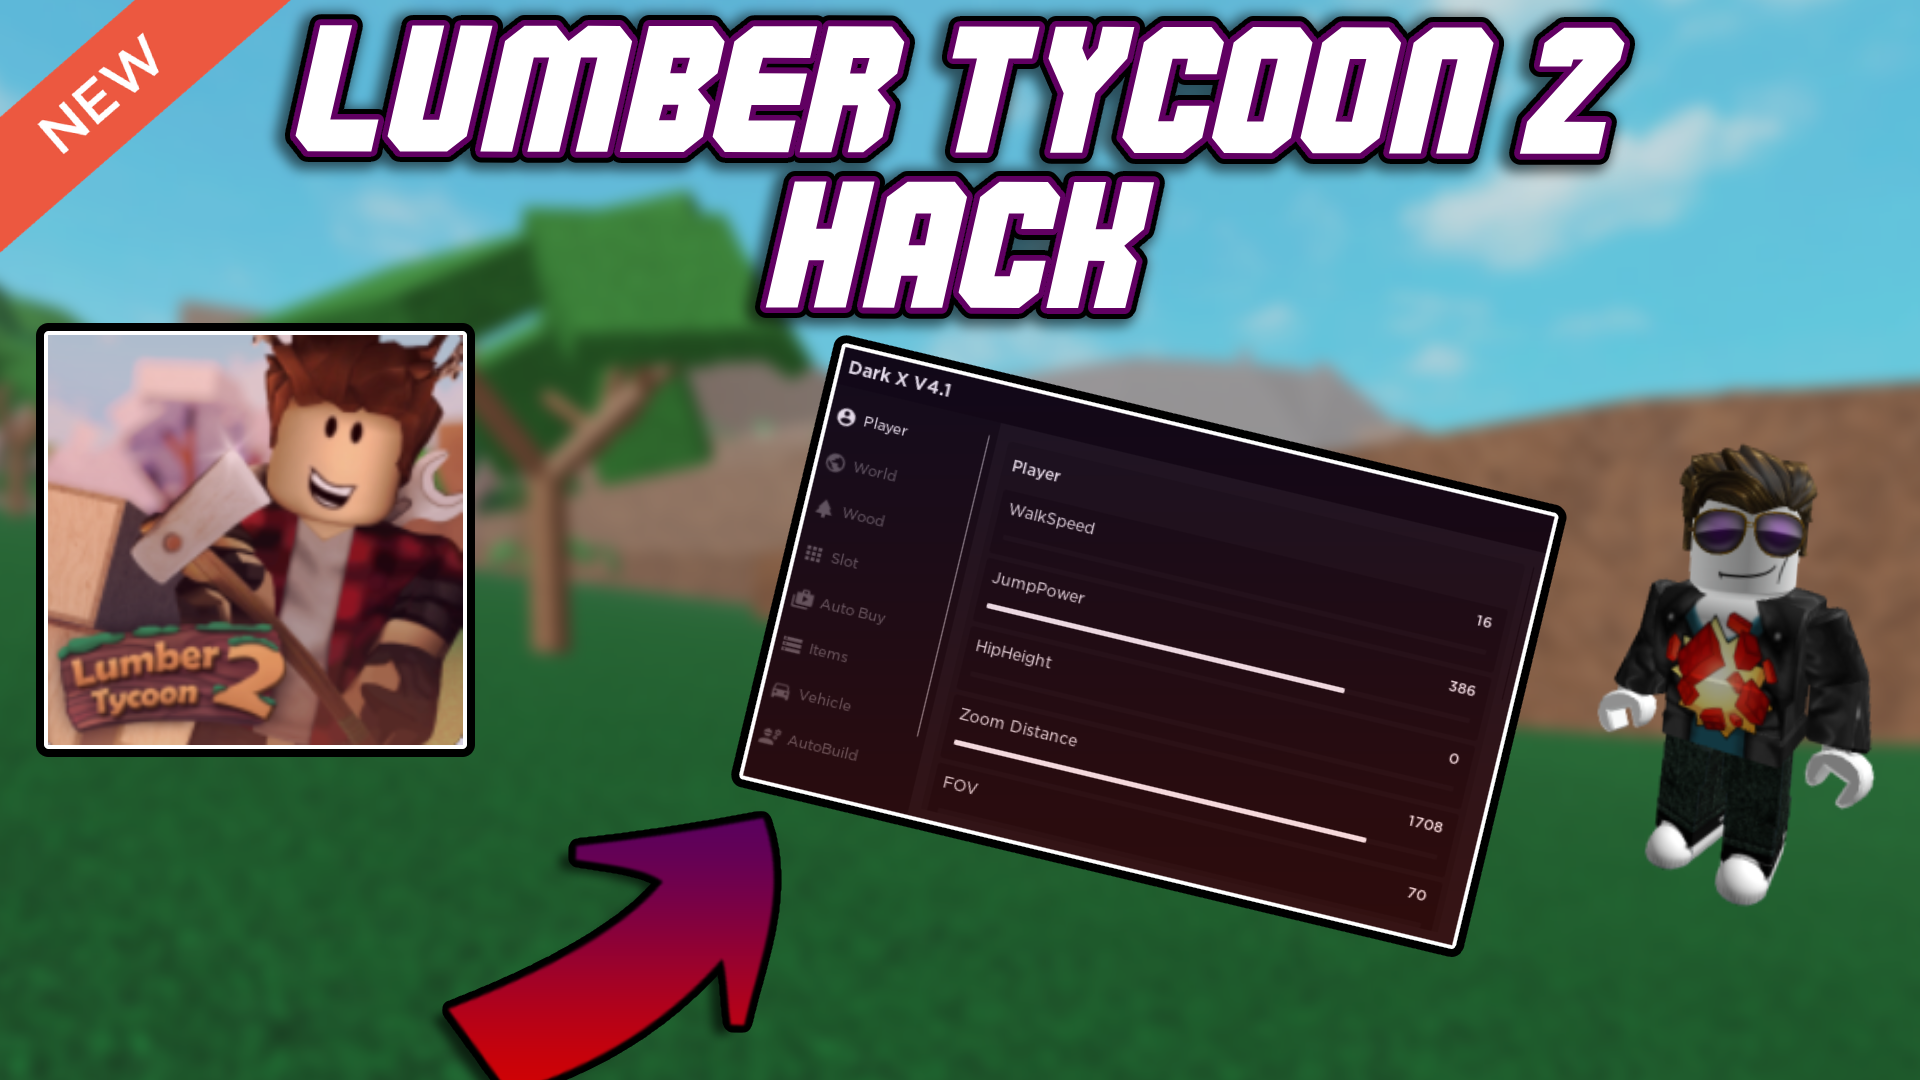 NEW
LUMBER TYCOON 2
HACK
Lumber
Tycoon 2
Dark X V4.1
Player
World
Wood
Slot
Auto Buy
Items
Vehicle
AutoBuild
Player
WalkSpeed
16
JumpPower
386
HipHeight
0
Zoom Distance
1708
FOV
70